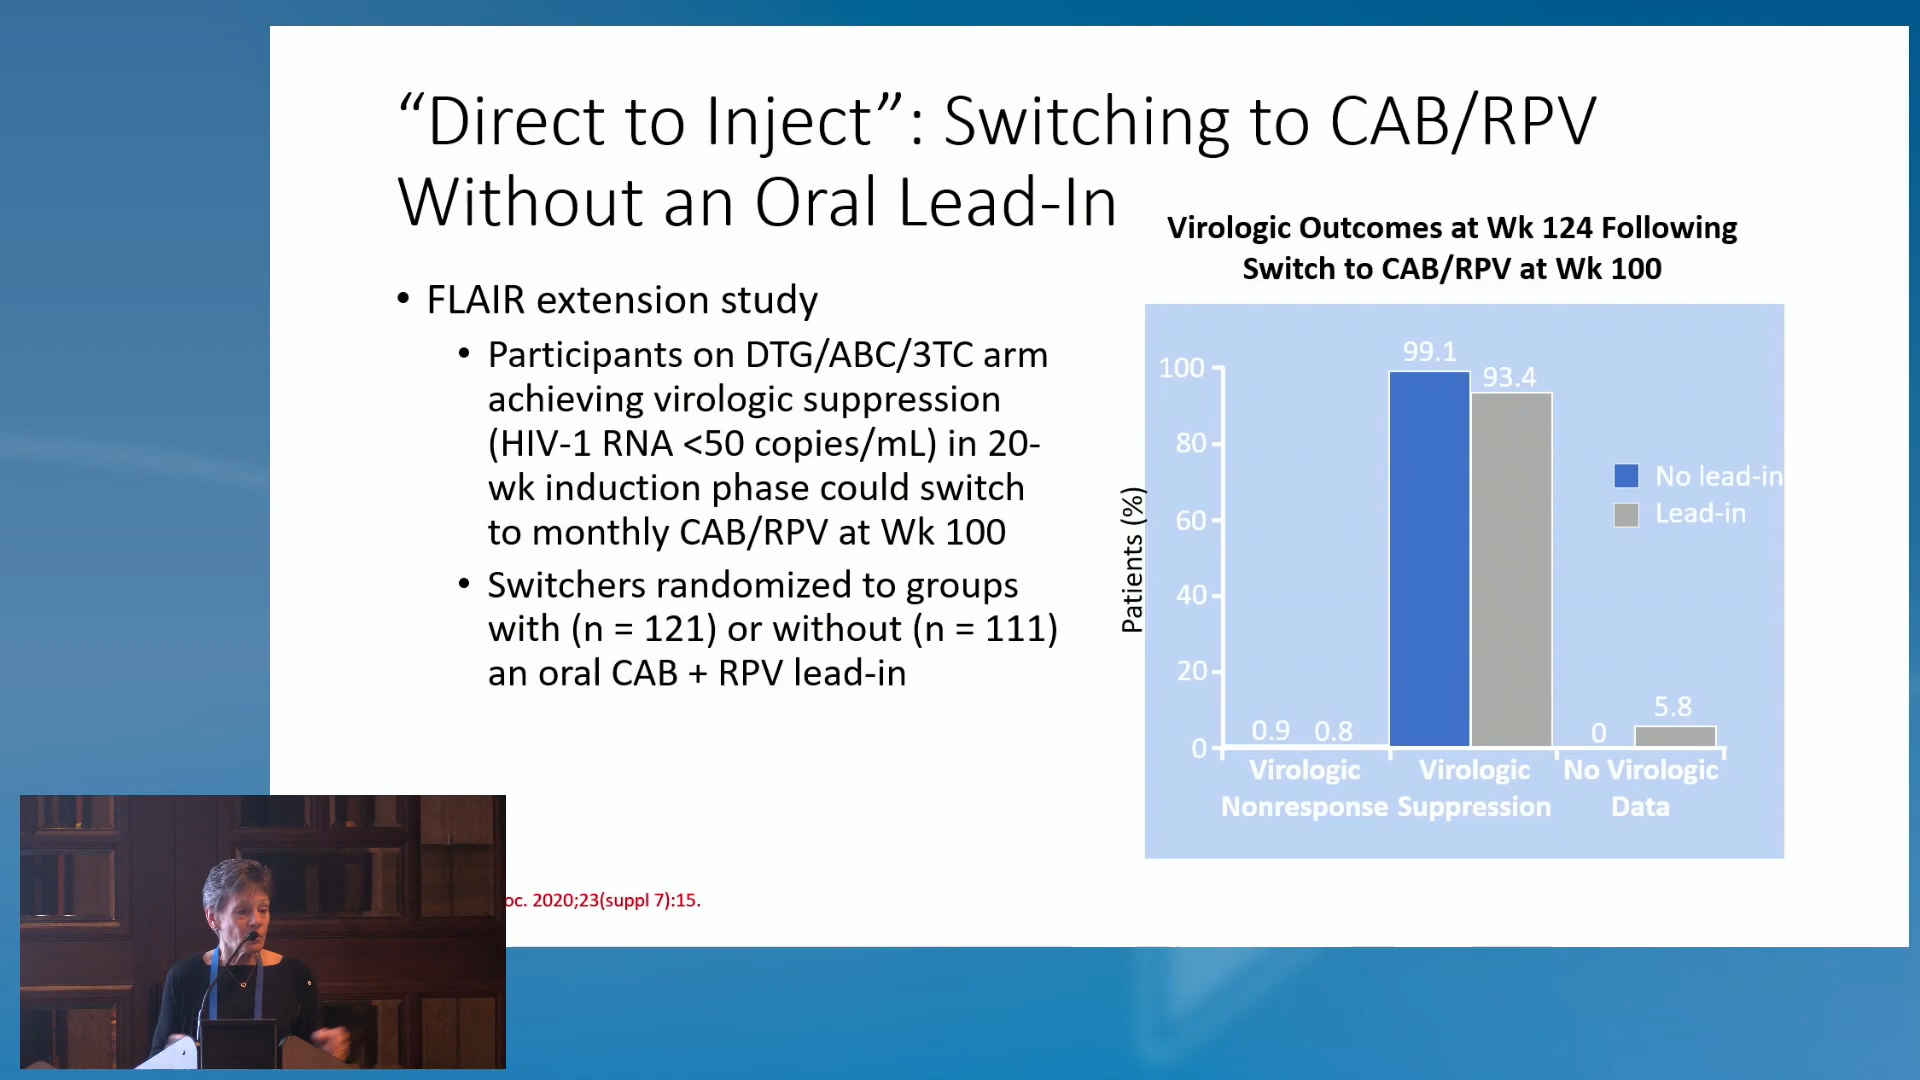 “Direct to Inject”: Switching to CAB/RPV
Without an Oral Lead-In
• FLAIR extension study
• Participants on DTG/ABC/3TC arm
achieving virologic suppression
(HIV-1 RNA <50 copies/mL) in 20-
wk induction phase could switch
to monthly CAB/RPV at Wk 100
• Switchers randomized to groups
with (n = 121) or without (n = 111)
an oral CAB + RPV lead-in
Virologic Outcomes at Wk 124 Following
Switch to CAB/RPV at Wk 100
Patients (%)
100
80
60
40
20
0
0.9 0.8
99.1
93.4
0
5.8
Virologic
Nonresponse
Virologic
Suppression
No Virologic
Data
No lead-in
Lead-in
2020;23(suppl 7):15.